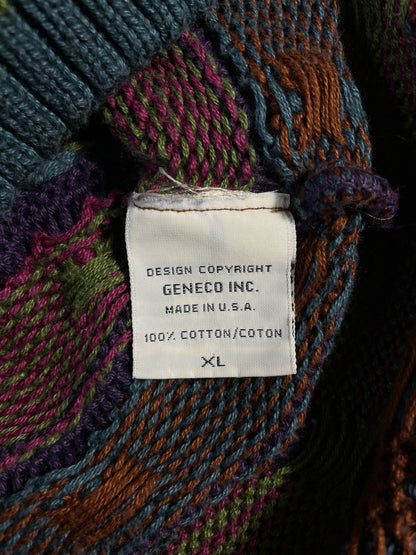 DESIGN COPYRIGHT
GENECO INC.
MADE IN U.S.A.
100% COTTON/COTON
XL